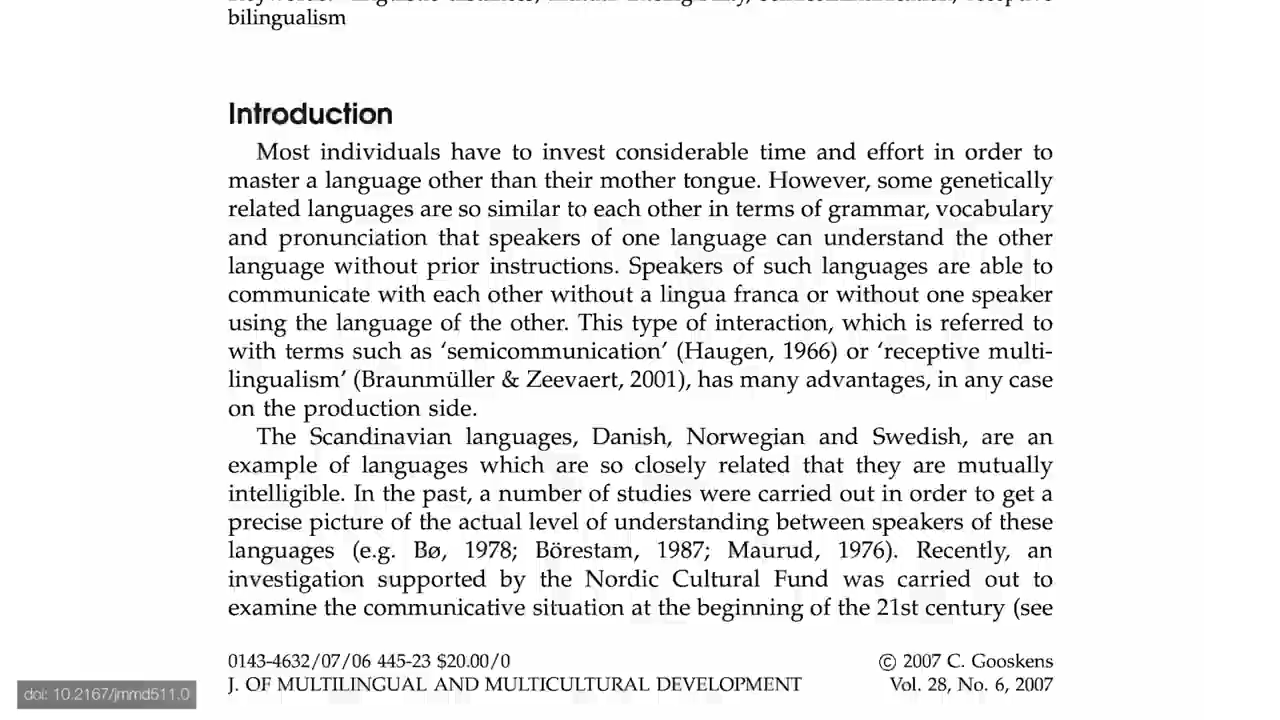 bilingualism
Introduction
Most individuals have to invest considerable time and effort in order to
master a language other than their mother tongue. However, some genetically
related languages are so similar to each other in terms of grammar, vocabulary
and pronunciation that speakers of one language can understand the other
language without prior instructions. Speakers of such languages are able to
communicate with each other without a lingua franca or without one speaker
using the language of the other. This type of interaction, which is referred to
with terms such as ‘semicommunication’ (Haugen, 1966) or ‘receptive multi-
lingualism’ (Braunmüller & Zeevaert, 2001), has many advantages, in any case
on the production side.
The Scandinavian languages, Danish, Norwegian and Swedish, are an
example of languages which are so closely related that they are mutually
intelligible. In the past, a number of studies were carried out in order to get a
precise picture of the actual level of understanding between speakers of these
languages (e.g. Bø, 1978; Börestam, 1987; Maurud, 1976). Recently, an
investigation supported by the Nordic Cultural Fund was carried out to
examine the communicative situation at the beginning of the 21st century (see
0143-4632/07/06 445-23 $20.00/0
© 2007 C. Gooskens
J. OF MULTILINGUAL AND MULTICULTURAL DEVELOPMENT
Vol. 28, No. 6, 2007
doi: 10.2167/jmmd511.0